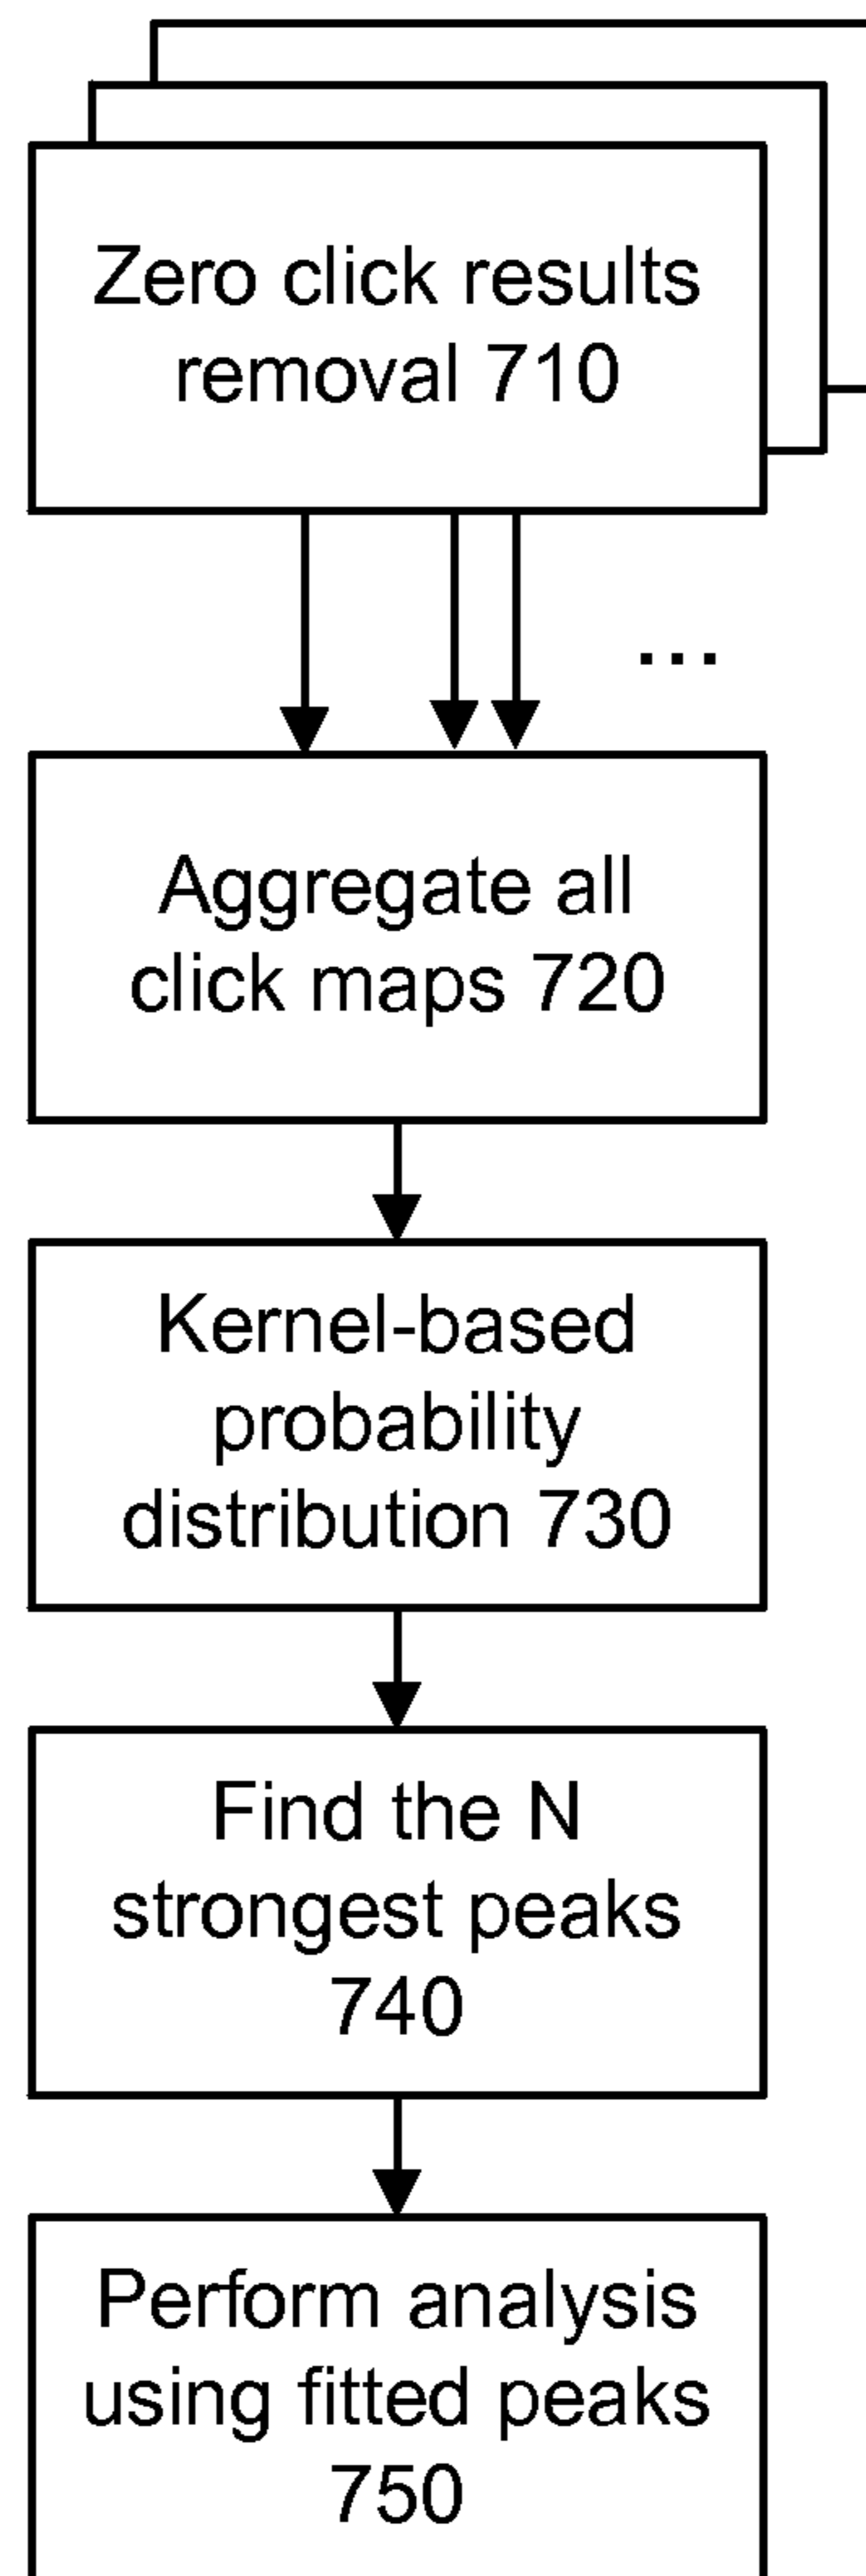 Zero click results
removal 710
...
Aggregate all
click maps 720
Kernel-based
probability
distribution 730
Find the N
strongest peaks
740
Perform analysis
using fitted peaks
750